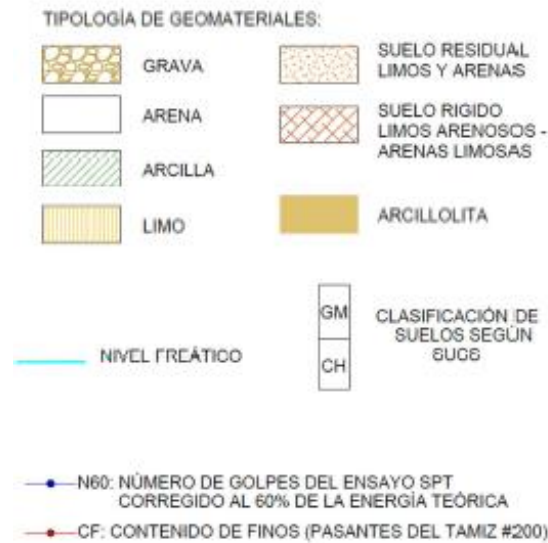 TIPOLOGÍA DE GEOMATERIALES:
GRAVA
ARENA
ARCILLA
LIMO
SUELO RESIDUAL
LIMOS Y ARENAS
SUELO RIGIDO
LIMOS ARENOSOS -
ARENAS LIMOSAS
ARCILLOLITA
NIVEL FREÁTICO
GM
CH
CLASIFICACIÓN DE
SUELOS SEGÚN
SUCS
N60: NÚMERO DE GOLPES DEL ENSAYO SPT
CORREGIDO AL 60% DE LA ENERGÍA TEÓRICA
CF: CONTENIDO DE FINOS (PASANTES DEL TAMIZ #200)